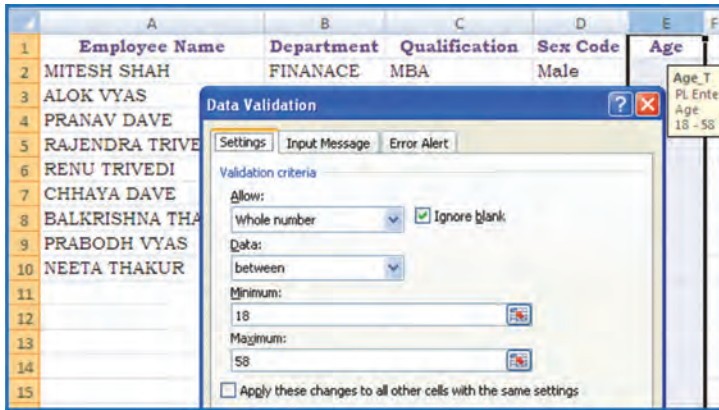 A B C D E F
1 Employee Name Department Qualification Sex Code Age
2 MITESH SHAH FINANACE MBA Male
3 ALOK VYAS
4 PRANAV DAVE
5 RAJENDRA TRIVE
6 RENU TRIVEDI
7 CHHAYA DAVE
8 BALKRISHNA THA
9 PRABODH VYAS
10 NEETA THAKUR
11
12
13
14
15
Age_T
PL Ente
Age
18 - 58
Data Validation
Settings Input Message Error Alert
Validation criteria
Allow:
Whole number Ignore blank
Data:
between
Minimum:
18
Maximum:
58
Apply these changes to all other cells with the same settings